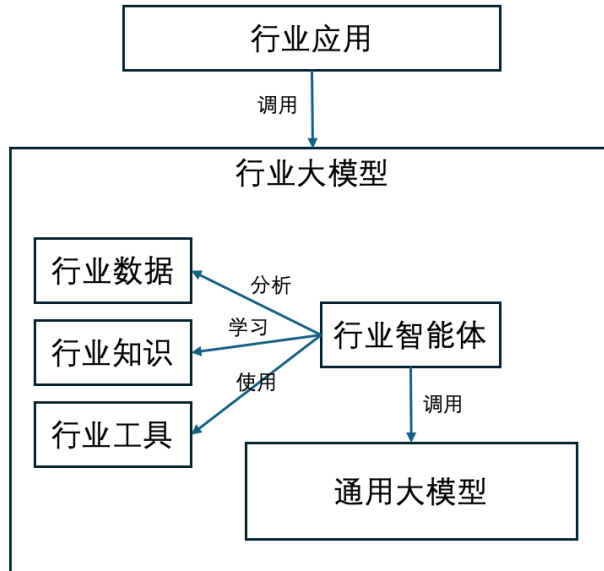 行业应用
调用
行业大模型
行业数据
分析
学习
行业智能体
行业知识
使用
调用
行业工具
通用大模型